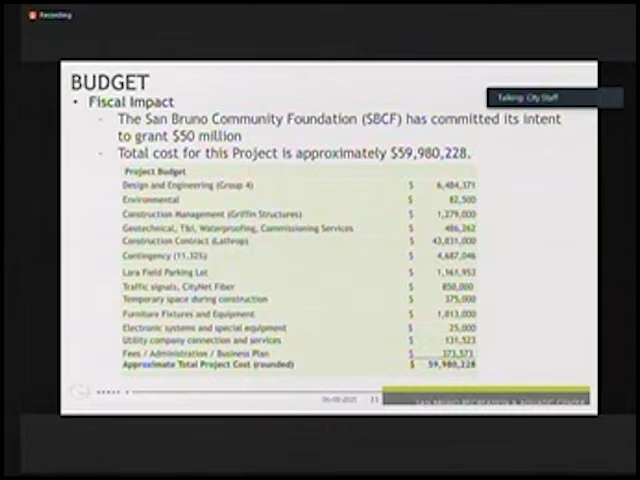 Recording
BUDGET
Talking: City Staff
• Fiscal Impact
- The San Bruno Community Foundation (SBCF) has committed its intent
to grant $50 million
- Total cost for this Project is approximately $59,980,228.
Project Budget
Design and Engineering (Group 4) $ 6,484,371
Environmental $ 82,500
Construction Management (Griffin Structures) $ 1,279,000
Geotechnical, T&I, Waterproofing, Commissioning Services $ 486,262
Construction Contract (Lathrop) $ 43,031,000
Contingency (11.32%) $ 4,687,046
Lara Field Parking Lot $ 1,161,953
Traffic signals, CityNet Fiber $ 850,000
Temporary space during construction $ 375,000
Furniture Fixtures and Equipment $ 1,013,000
Electronic systems and special equipment $ 25,000
Utility company connection and services $ 131,523
Fees / Administration / Business Plan $ 373,573
Approximate Total Project Cost (rounded) $ 59,980,228
SAN BRUNO RECREATION & AQUATIC CENTER